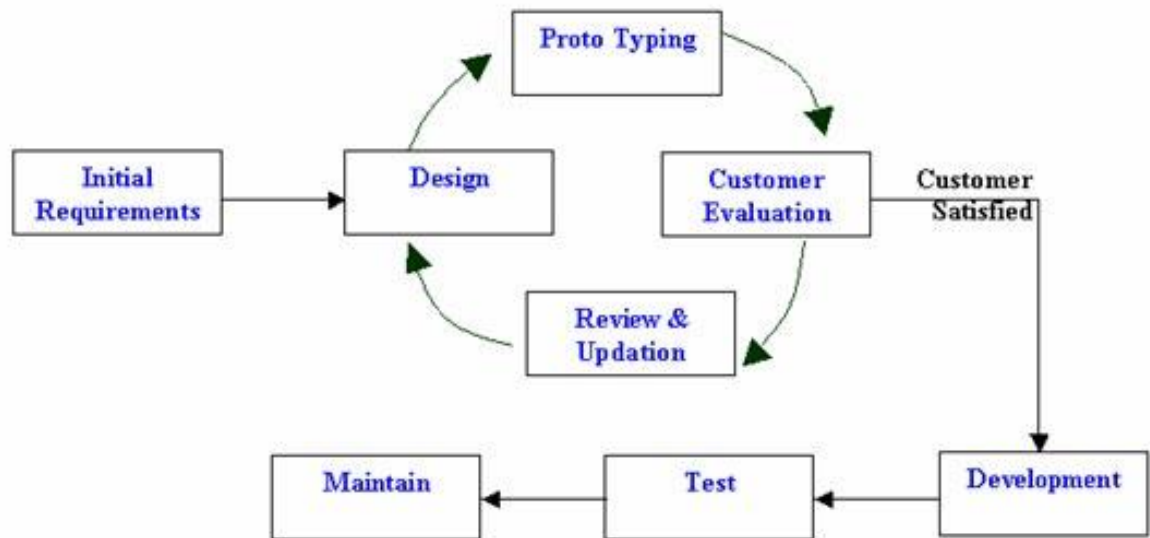 Proto Typing
Initial
Requirements
Design
Customer
Evaluation
Customer
Satisfied
Review &
Updation
Maintain
Test
Development